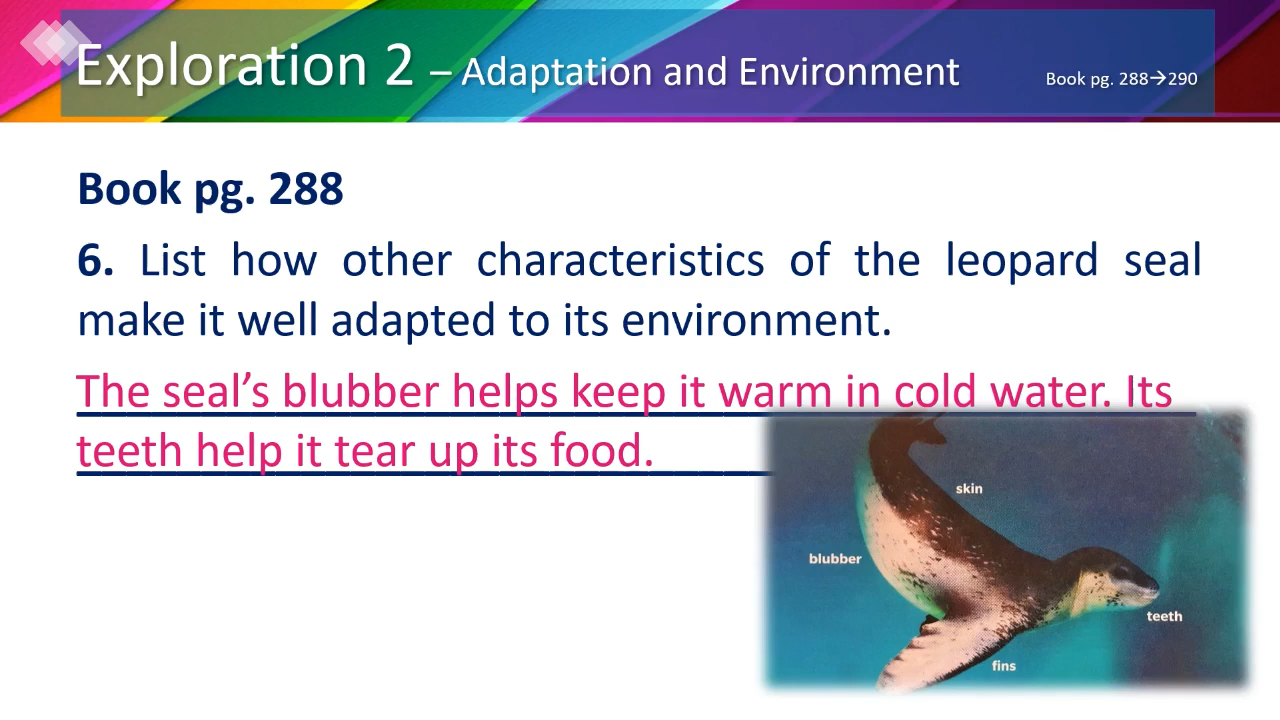 Exploration 2 – Adaptation and Environment
Book pg. 288→290
Book pg. 288
6. List how other characteristics of the leopard seal
make it well adapted to its environment.
The seal’s blubber helps keep it warm in cold water. Its
teeth help it tear up its food.
skin
blubber
teeth
fins